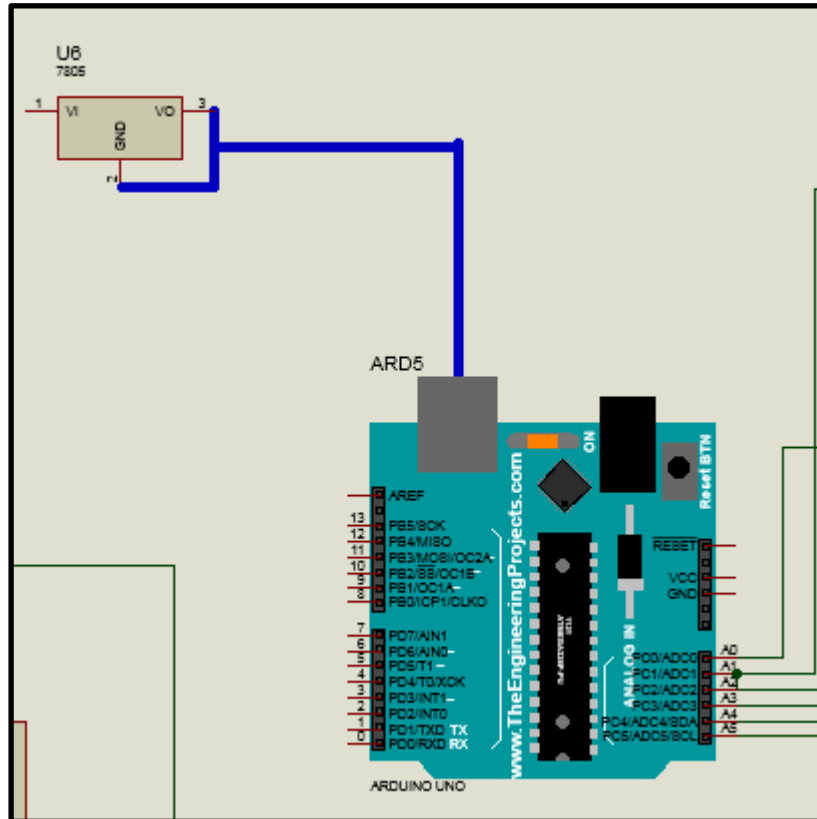 U6
7805
1
VI
VO
3
GND
2
ARD5
ON
Reset BTN
www.TheEngineeringProjects.com
AREF
13
PB5/SCK
12
PB4/MISO
11
PB3/MOSI/OC2A
10
PB2/SS/OC1B
9
PB1/OC1A
8
PB0/ICP1/CLKO
7
PD7/AIN1
6
PD6/AIN0
5
PD5/T1
4
PD4/T0/XCK
3
PD3/INT1
2
PD2/INT0
1
PD1/TXD TX
0
PD0/RXD RX
RESET
VCC
GND
ANALOG IN
A0
PC0/ADC0
A1
PC1/ADC1
A2
PC2/ADC2
A3
PC3/ADC3
A4
PC4/ADC4/SDA
A5
PC5/ADC5/SCL
ARDUINO UNO